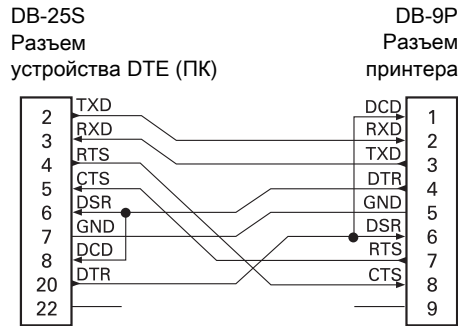 DB-25S
Разъем
устройства DTE (ПК)
DB-9P
Разъем
принтера
2 TXD
3 RXD
4 RTS
5 CTS
6 DSR
7 GND
8 DCD
20 DTR
22
DCD 1
RXD 2
TXD 3
DTR 4
GND 5
DSR 6
RTS 7
CTS 8
9